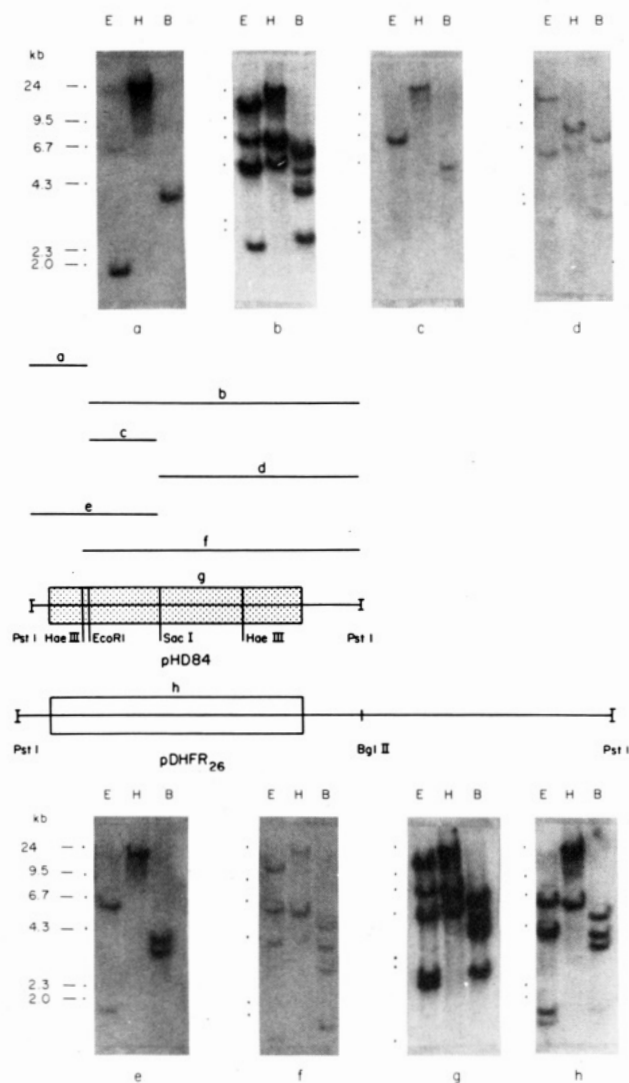 E H B E H B E H B E H B
kb
24
9.5
6.7
4.3
2.3
2.0
a b c d
a
b
c
d
e
f
g
Pst I Hae III EcoRI Sac I Hae III Pst I
pHD84
h
Pst I Bgl II Pst I
pDHFR26
E H B E H B E H B E H B
kb
24
9.5
6.7
4.3
2.3
2.0
e f g h